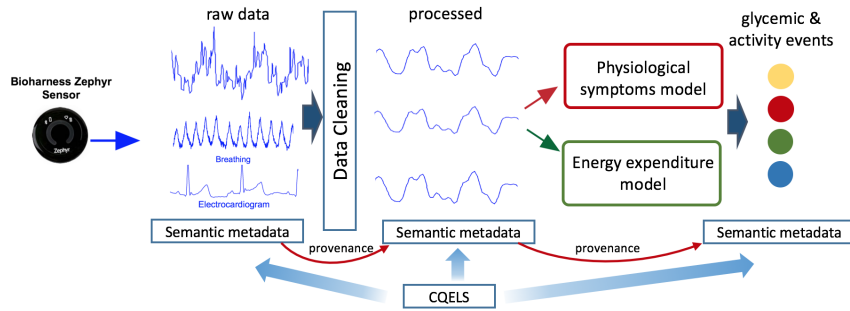 raw data
processed
glycemic &
activity events
Bioharness Zephyr
Sensor
Zephyr
Breathing
Electrocardiogram
Data Cleaning
Physiological
symptoms model
Energy expenditure
model
Semantic metadata
provenance
Semantic metadata
provenance
Semantic metadata
CQELS